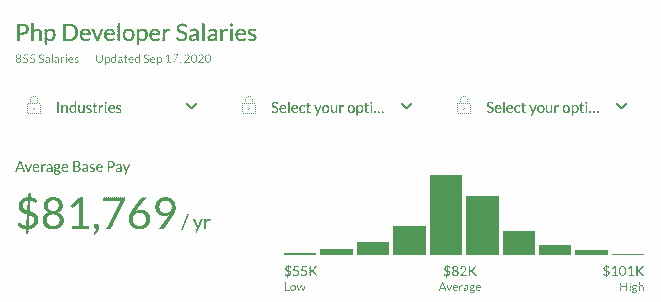 Php Developer Salaries
855 Salaries Updated Sep 17, 2020
Industries Select your opti... Select your opti...
Average Base Pay
$81,769 / yr
$55K $82K $101K
Low Average High